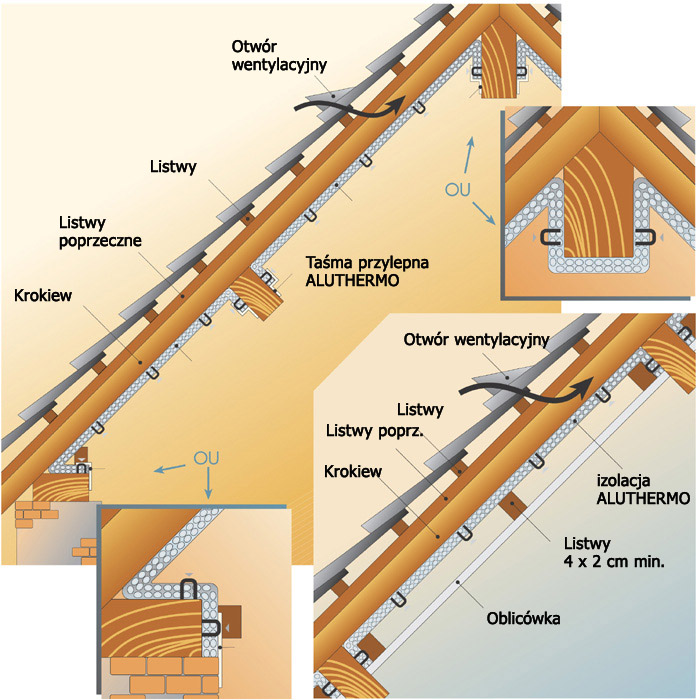 Otwór
wentylacyjny
Listwy
Listwy
poprzeczne
Krokiew
Taśma przylepna
ALUTHERMO
OU
OU
Otwór wentylacyjny
Listwy
Listwy poprz.
Krokiew
izolacja
ALUTHERMO
Listwy
4 x 2 cm min.
Oblicówka